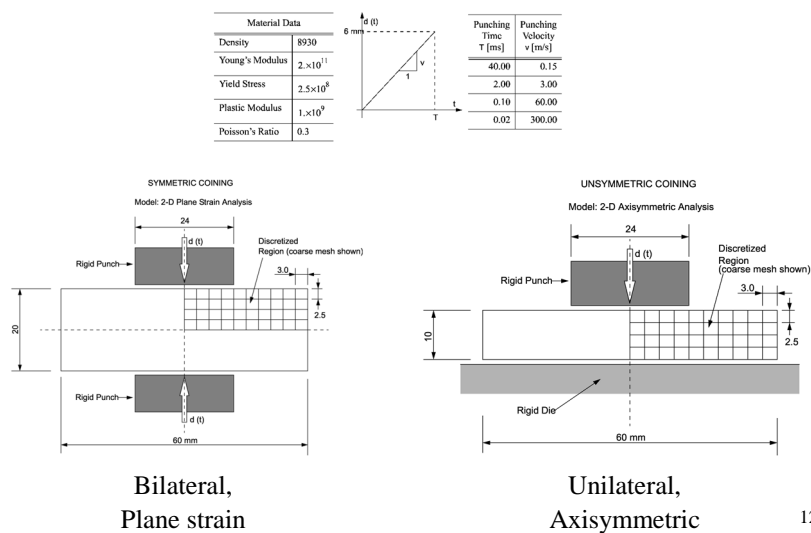 Material Data
Density 8930
Young's Modulus 2.×10¹¹
Yield Stress 2.5×10⁸
Plastic Modulus 1.×10⁹
Poisson's Ratio 0.3
d (t)
6 mm
v
1
T
t
Punching Time T [ms] Punching Velocity v [m/s]
40.00 0.15
2.00 3.00
0.10 60.00
0.02 300.00
SYMMETRIC COINING
Model: 2-D Plane Strain Analysis
24
d (t)
Rigid Punch
Discretized
Region (coarse mesh shown)
3.0
2.5
20
Rigid Punch
d (t)
60 mm
Bilateral,
Plane strain
UNSYMMETRIC COINING
Model: 2-D Axisymmetric Analysis
24
d (t)
Rigid Punch
Discretized
Region
(coarse mesh shown)
3.0
2.5
10
Rigid Die
60 mm
Unilateral,
Axisymmetric